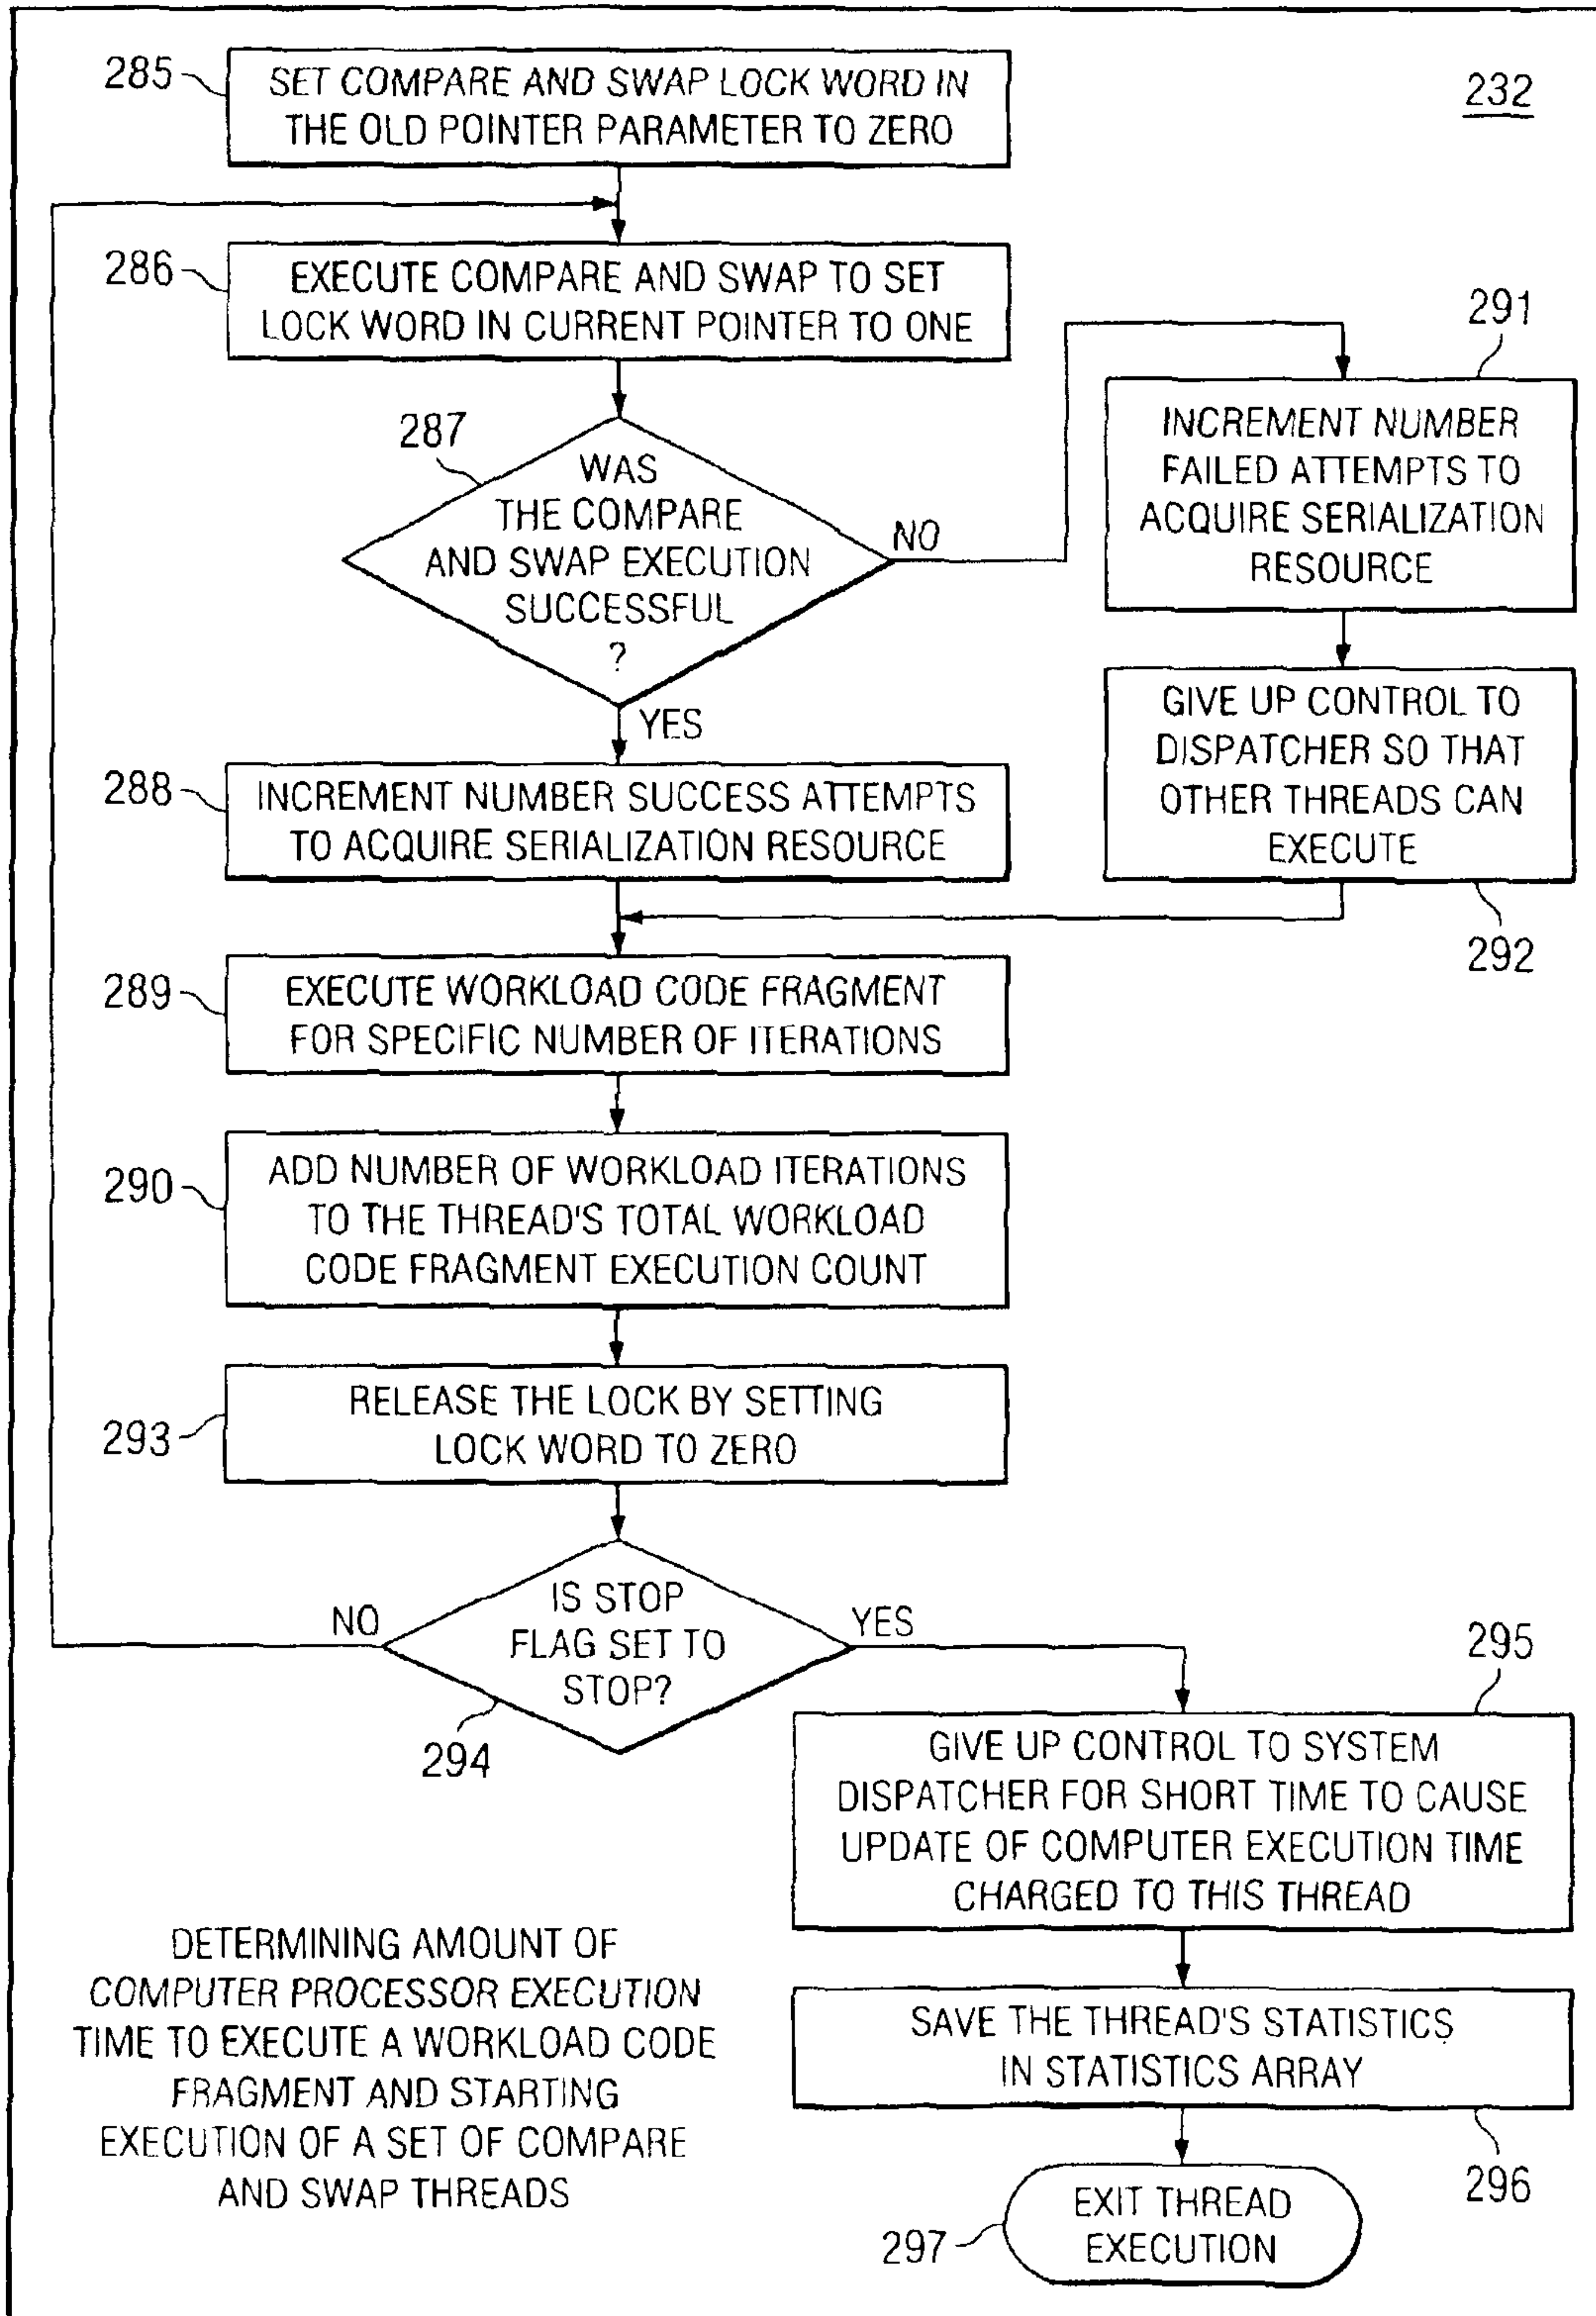 232
285
SET COMPARE AND SWAP LOCK WORD IN
THE OLD POINTER PARAMETER TO ZERO
286
EXECUTE COMPARE AND SWAP TO SET
LOCK WORD IN CURRENT POINTER TO ONE
287
WAS
THE COMPARE
AND SWAP EXECUTION
SUCCESSFUL
?
NO
YES
291
INCREMENT NUMBER
FAILED ATTEMPTS TO
ACQUIRE SERIALIZATION
RESOURCE
GIVE UP CONTROL TO
DISPATCHER SO THAT
OTHER THREADS CAN
EXECUTE
292
288
INCREMENT NUMBER SUCCESS ATTEMPTS
TO ACQUIRE SERIALIZATION RESOURCE
289
EXECUTE WORKLOAD CODE FRAGMENT
FOR SPECIFIC NUMBER OF ITERATIONS
290
ADD NUMBER OF WORKLOAD ITERATIONS
TO THE THREAD'S TOTAL WORKLOAD
CODE FRAGMENT EXECUTION COUNT
293
RELEASE THE LOCK BY SETTING
LOCK WORD TO ZERO
NO
IS STOP
FLAG SET TO
STOP?
YES
294
295
GIVE UP CONTROL TO SYSTEM
DISPATCHER FOR SHORT TIME TO CAUSE
UPDATE OF COMPUTER EXECUTION TIME
CHARGED TO THIS THREAD
SAVE THE THREAD'S STATISTICS
IN STATISTICS ARRAY
296
297
EXIT THREAD
EXECUTION
DETERMINING AMOUNT OF
COMPUTER PROCESSOR EXECUTION
TIME TO EXECUTE A WORKLOAD CODE
FRAGMENT AND STARTING
EXECUTION OF A SET OF COMPARE
AND SWAP THREADS